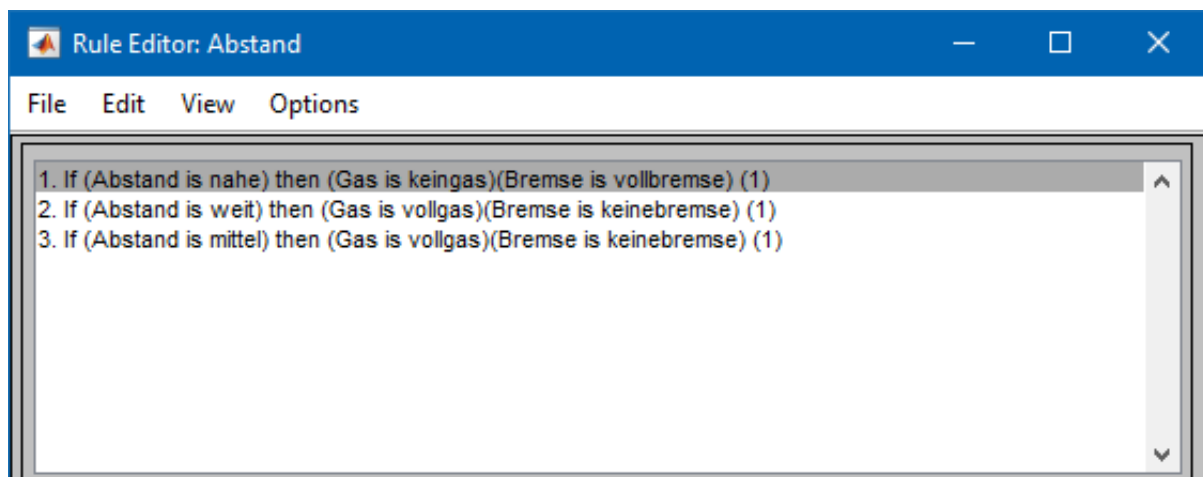 Rule Editor: Abstand
File Edit View Options
1. If (Abstand is nahe) then (Gas is keingas)(Bremse is vollbremse) (1)
2. If (Abstand is weit) then (Gas is vollgas)(Bremse is keinebremse) (1)
3. If (Abstand is mittel) then (Gas is vollgas)(Bremse is keinebremse) (1)